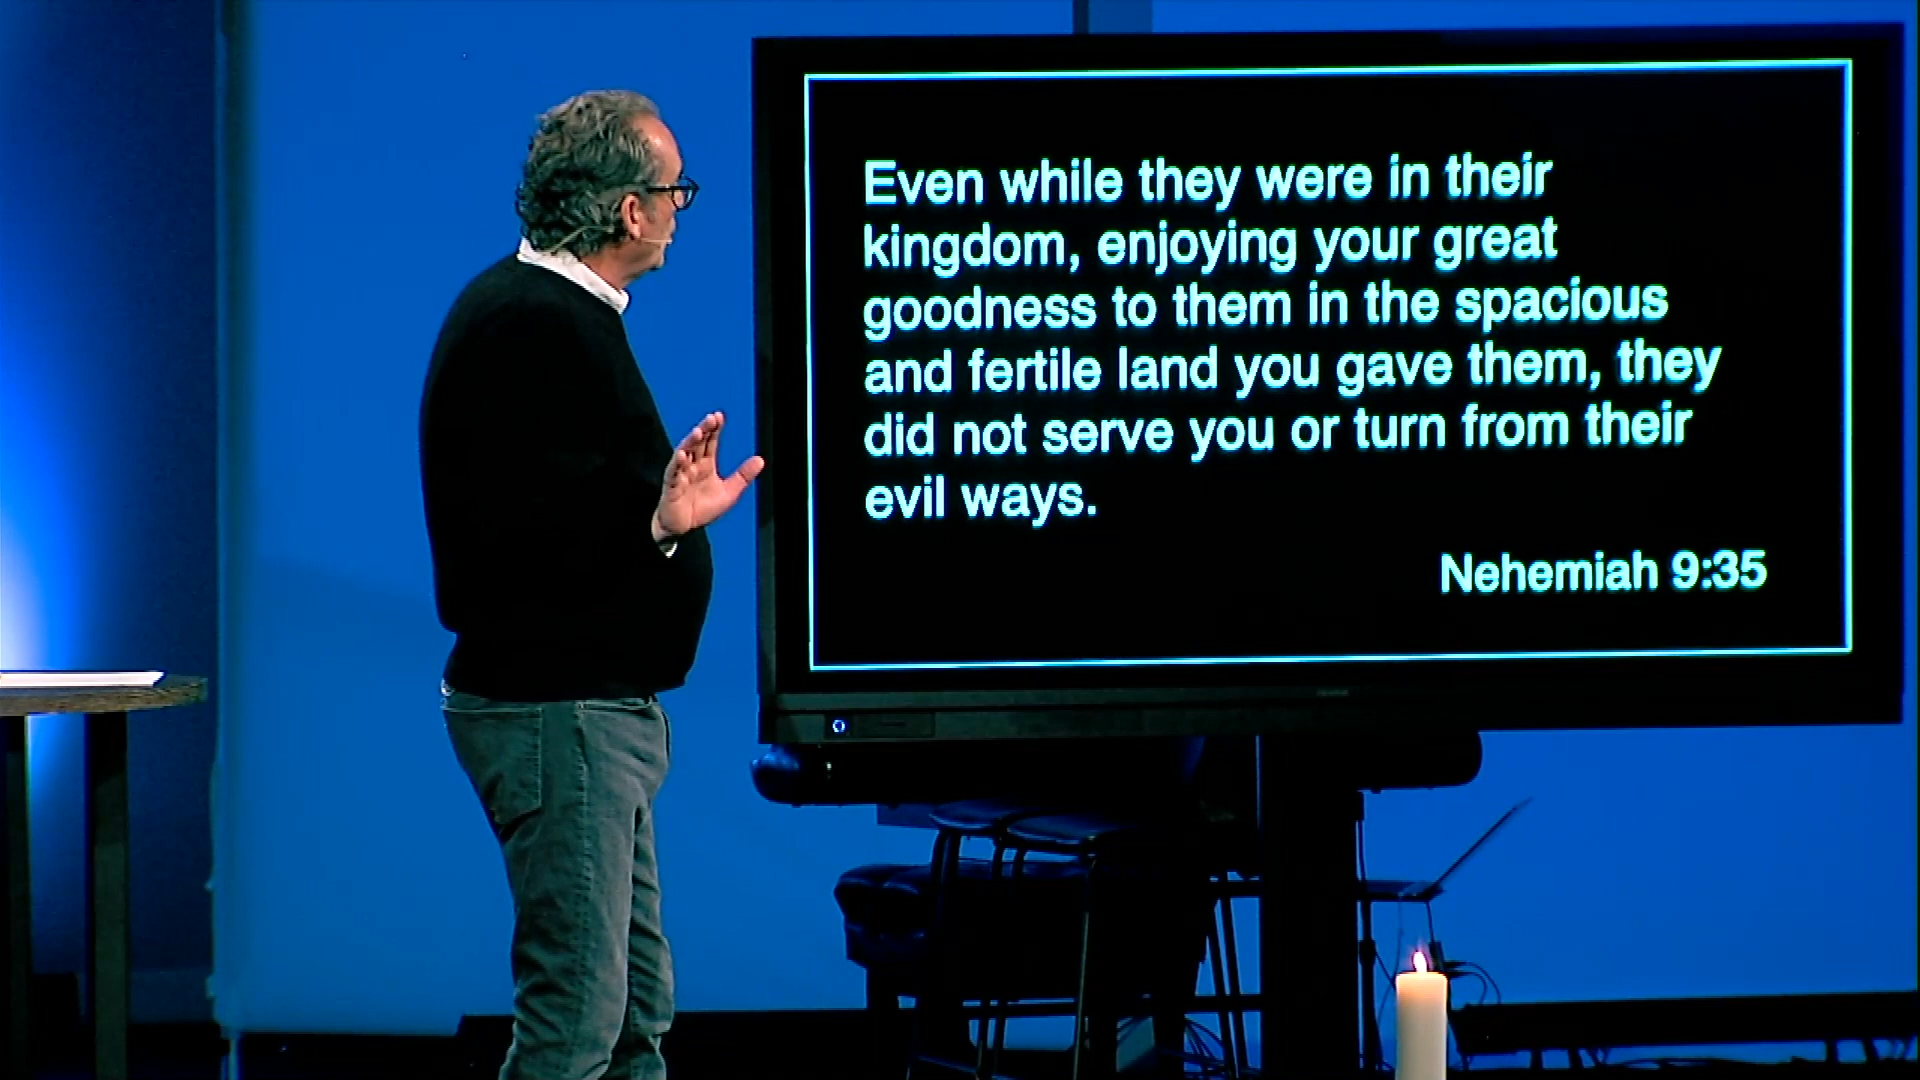 Even while they were in their
kingdom, enjoying your great
goodness to them in the spacious
and fertile land you gave them, they
did not serve you or turn from their
evil ways.
Nehemiah 9:35